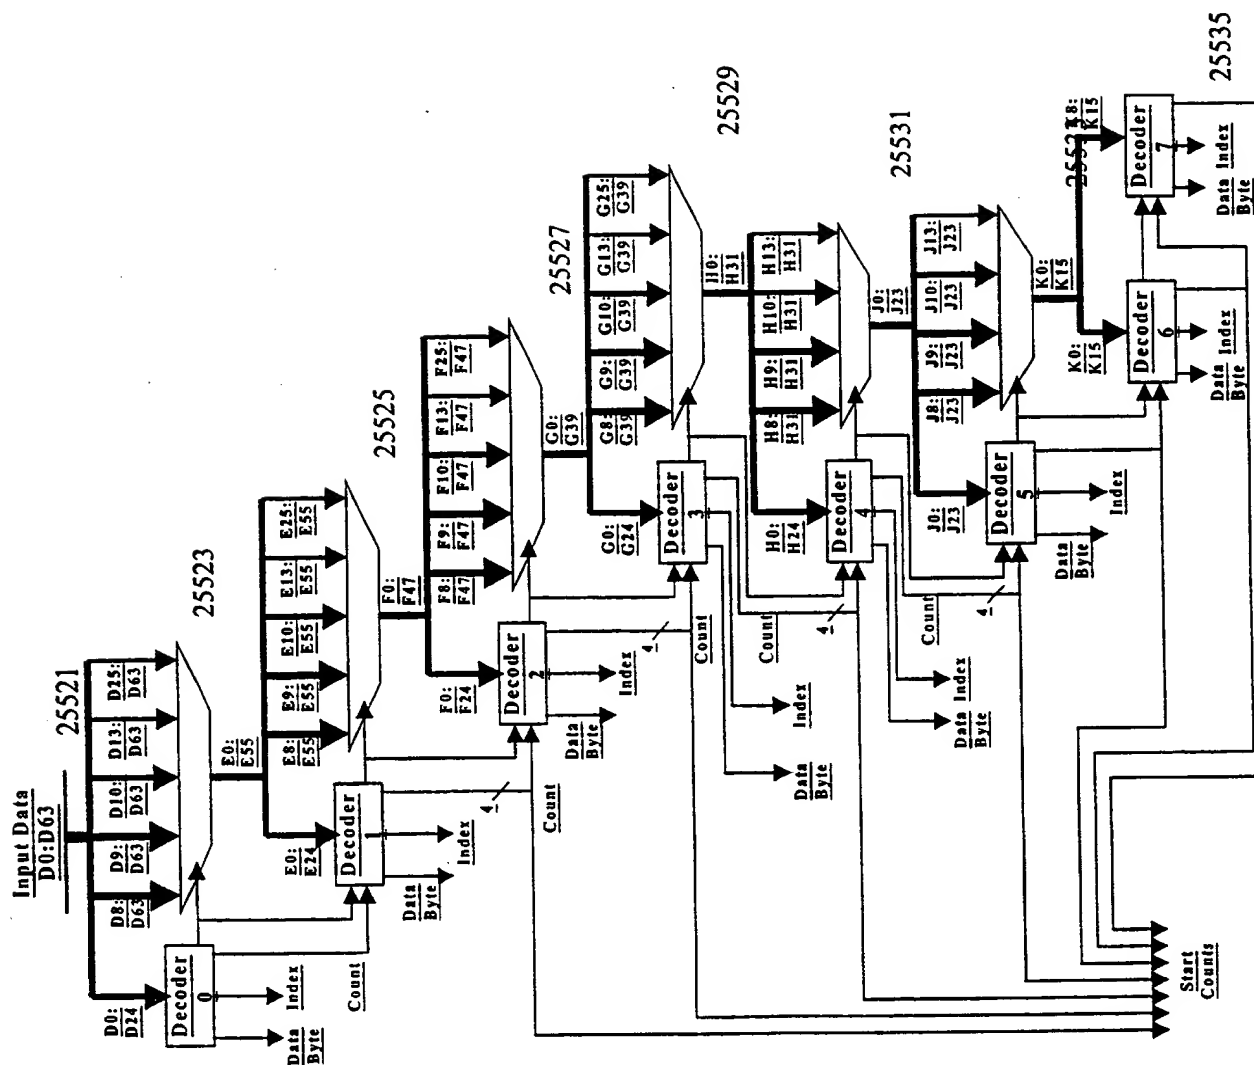 Input Data
D0:D63
25521
D0:
D24
D8:
D63
D9:
D63
D10:
D63
D13:
D63
D25:
D63
Decoder
0
Data
Byte
Index
Count
E0:
E55
25523
E0:
E24
E8:
E55
E9:
E55
E10:
E55
E13:
E55
E25:
E55
Decoder
1
Data
Byte
Index
4
Count
F0:
F47
25525
F0:
F24
F8:
F47
F9:
F47
F10:
F47
F13:
F47
F25:
F47
Decoder
2
Data
Byte
Index
4
Count
G0:
G39
25527
G0:
G24
G8:
G39
G9:
G39
G10:
G39
G13:
G39
G25:
G39
Decoder
3
Data
Byte
Index
4
Count
H0:
H31
25529
H0:
H24
H8:
H31
H9:
H31
H10:
H31
H13:
H31
Decoder
4
Data
Byte
Index
4
Count
J0:
J23
25531
J0:
J23
J8:
J23
J9:
J23
J10:
J23
J13:
J23
Decoder
5
Data
Byte
Index
K0:
K15
K0:
K15
K8:
K15
Decoder
6
Data
Byte
Index
Decoder
7
Data
Byte
Index
25535
Start
Counts